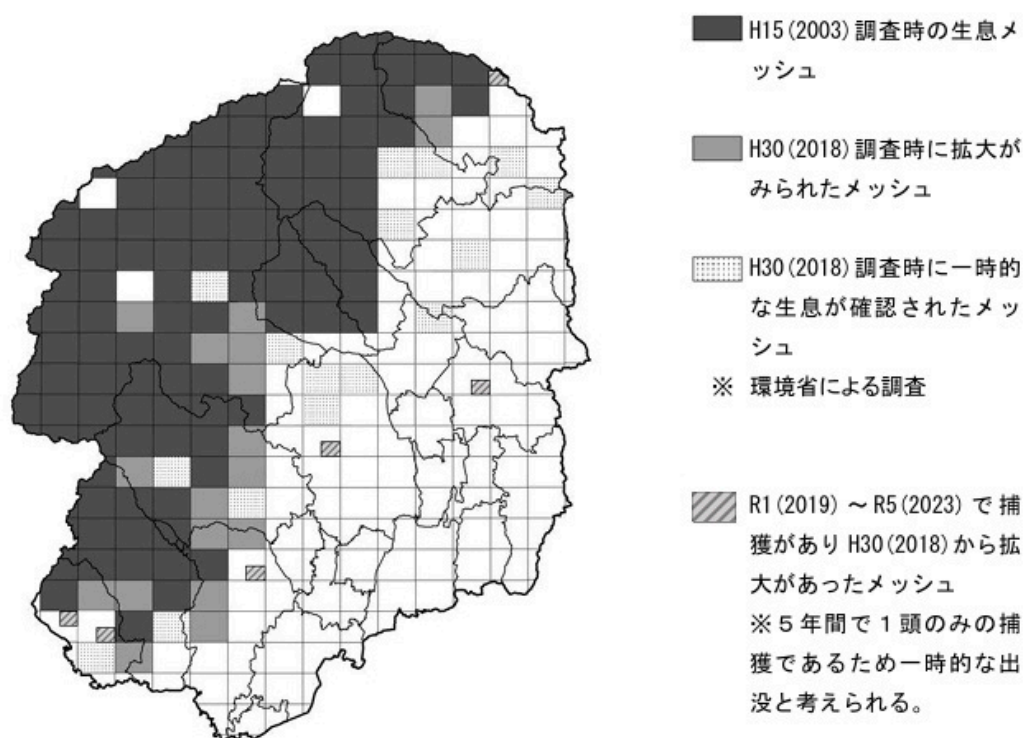 H15(2003)調査時の生息メ
ッシュ
H30(2018)調査時に拡大が
みられたメッシュ
H30(2018)調査時に一時的
な生息が確認されたメッ
シュ
※ 環境省による調査
R1(2019)～R5(2023)で捕
獲がありH30(2018)から拡
大があったメッシュ
※5年間で1頭のみの捕
獲であるため一時的な出
没と考えられる。